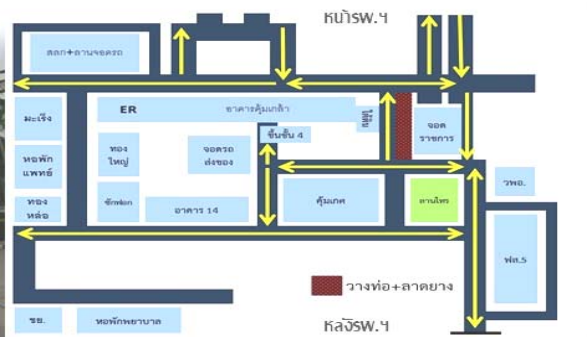 หน้ารพ.ฯ
ตลก+ลานจอดรถ
มะเร็ง
ER
อาคารคุ้มเกล้า
จอด
ราชการ
ขึ้นชั้น 4
หอพัก
แพทย์
ทอง
ใหญ่
จอดรถ
ส่งของ
วพอ.
ทอง
หล่อ
ซักฟอก
อาคาร 14
คุ้มเกศ
ลานไทร
ฟส.5
วางท่อ+ลาดยาง
ขย.
หอพักพยาบาล
หลังรพ.ฯ